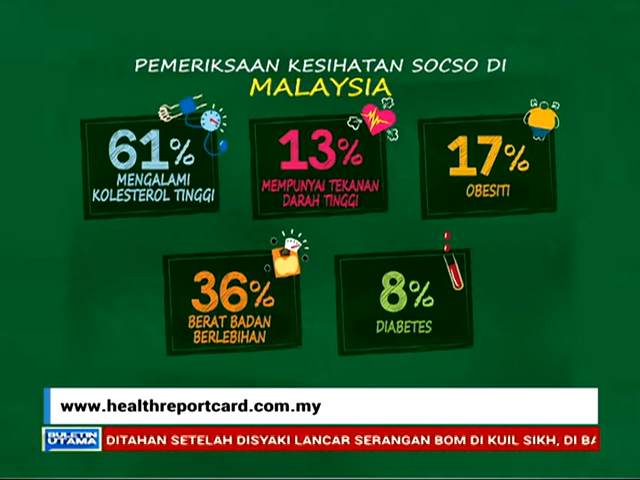 PEMERIKSAAN KESIHATAN SOCSO DI
MALAYSIA
61%
MENGALAMI
KOLESTEROL TINGGI
13%
MEMPUNYAI TEKANAN
DARAH TINGGI
17%
OBESITI
36%
BERAT BADAN
BERLEBIHAN
8%
DIABETES
www.healthreportcard.com.my
BULETIN
UTAMA
DITAHAN SETELAH DISYAKI LANCAR SERANGAN BOM DI KUIL SIKH, DI BA